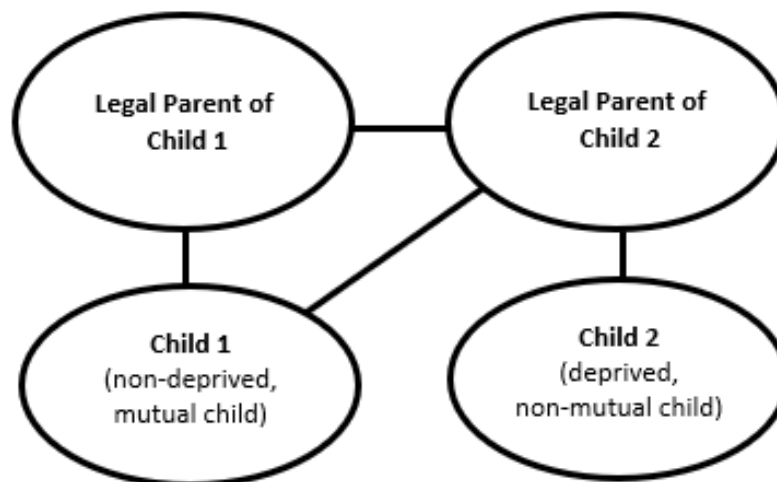 Legal Parent of
Child 1
Legal Parent of
Child 2
Child 1
(non-deprived,
mutual child)
Child 2
(deprived,
non-mutual child)